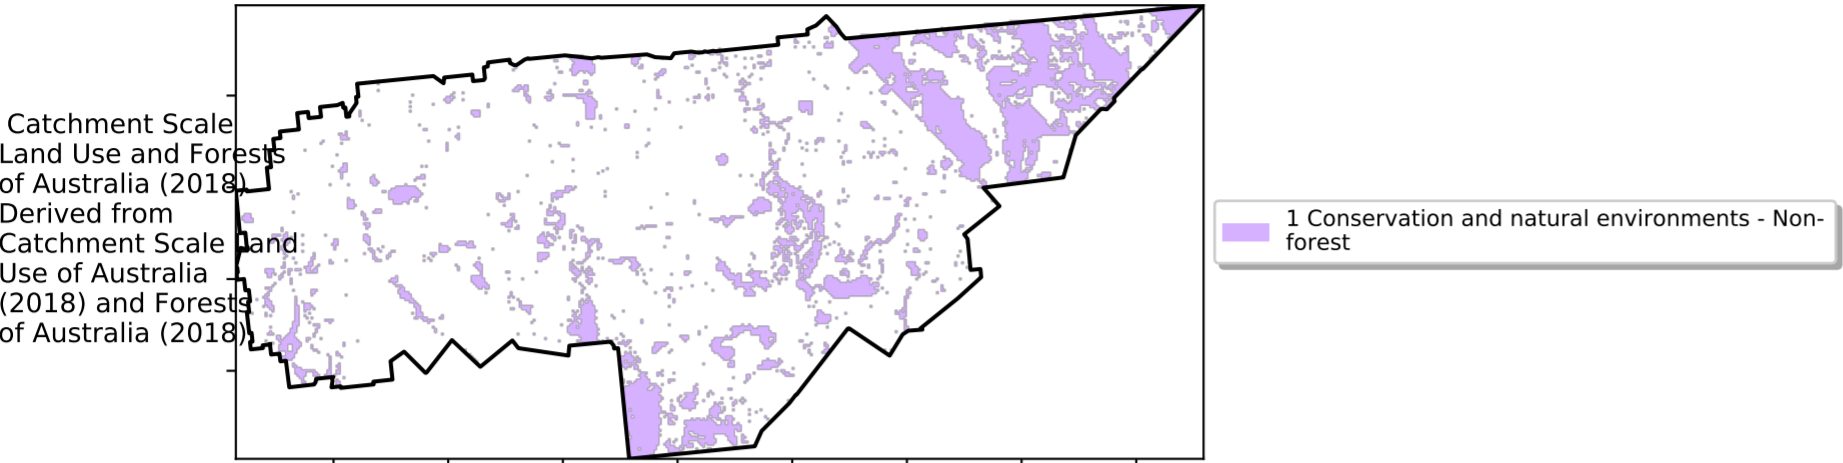 Catchment Scale
Land Use and Forests
of Australia (2018)
Derived from
Catchment Scale Land
Use of Australia
(2018) and Forests
of Australia (2018)
1 Conservation and natural environments - Non-
forest